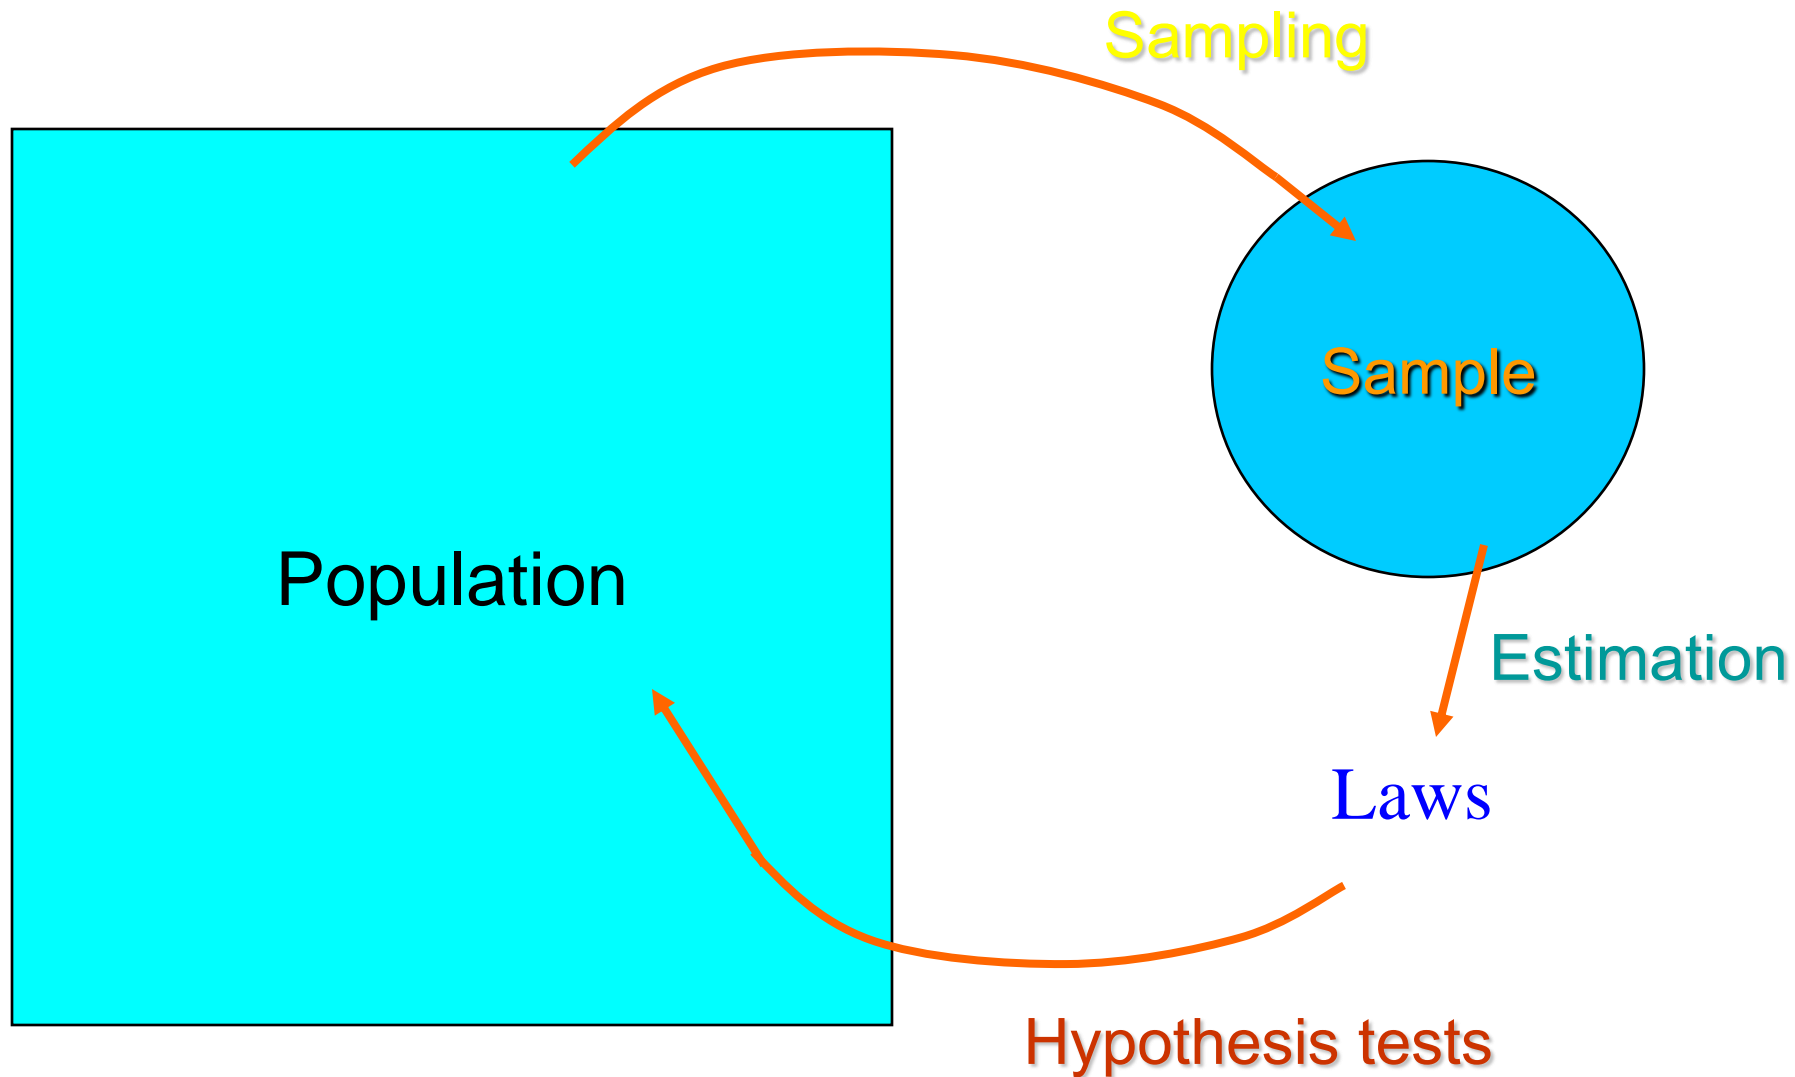 Sampling
Sample
Population
Estimation
Laws
Hypothesis tests